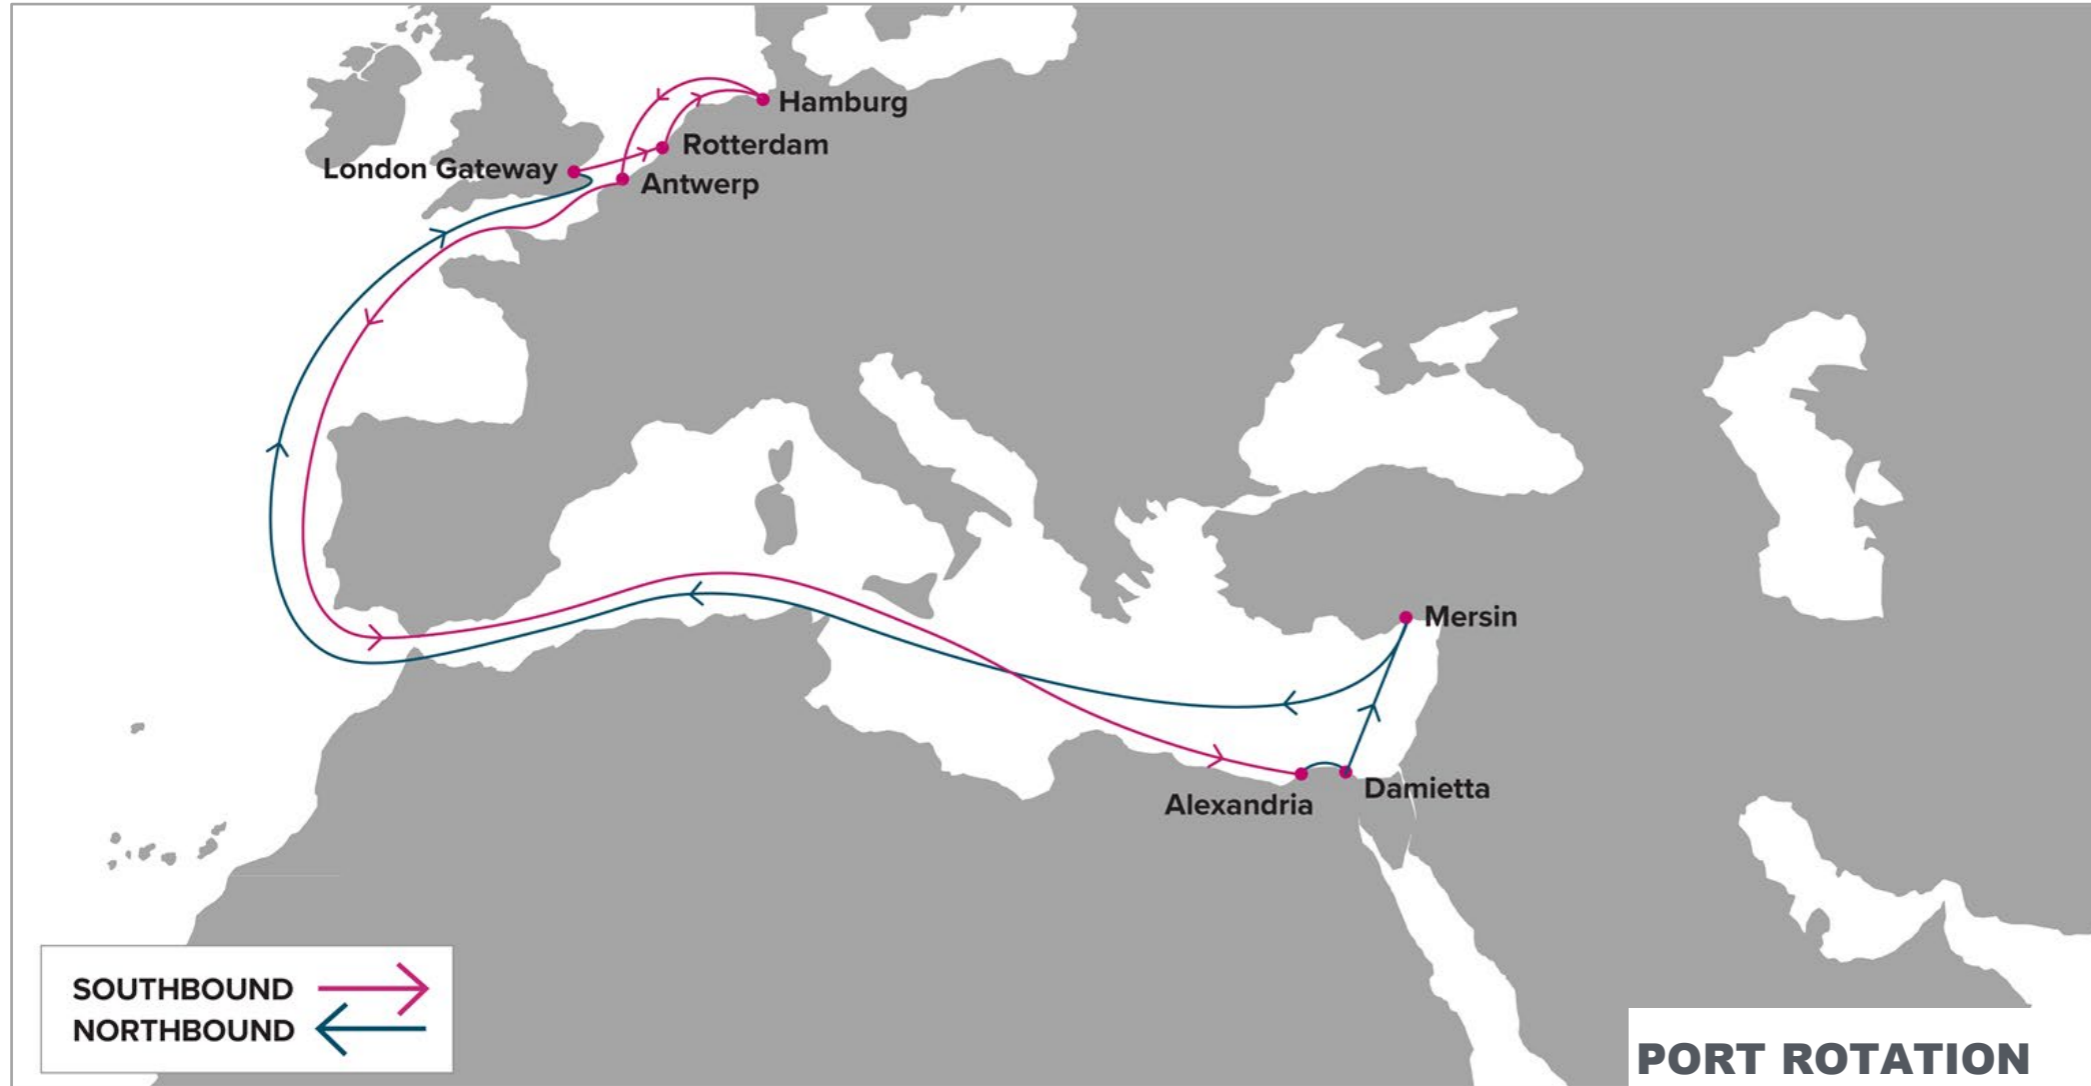 Hamburg
Rotterdam
London Gateway
Antwerp
Mersin
Damietta
Alexandria
SOUTHBOUND
NORTHBOUND
PORT ROTATION